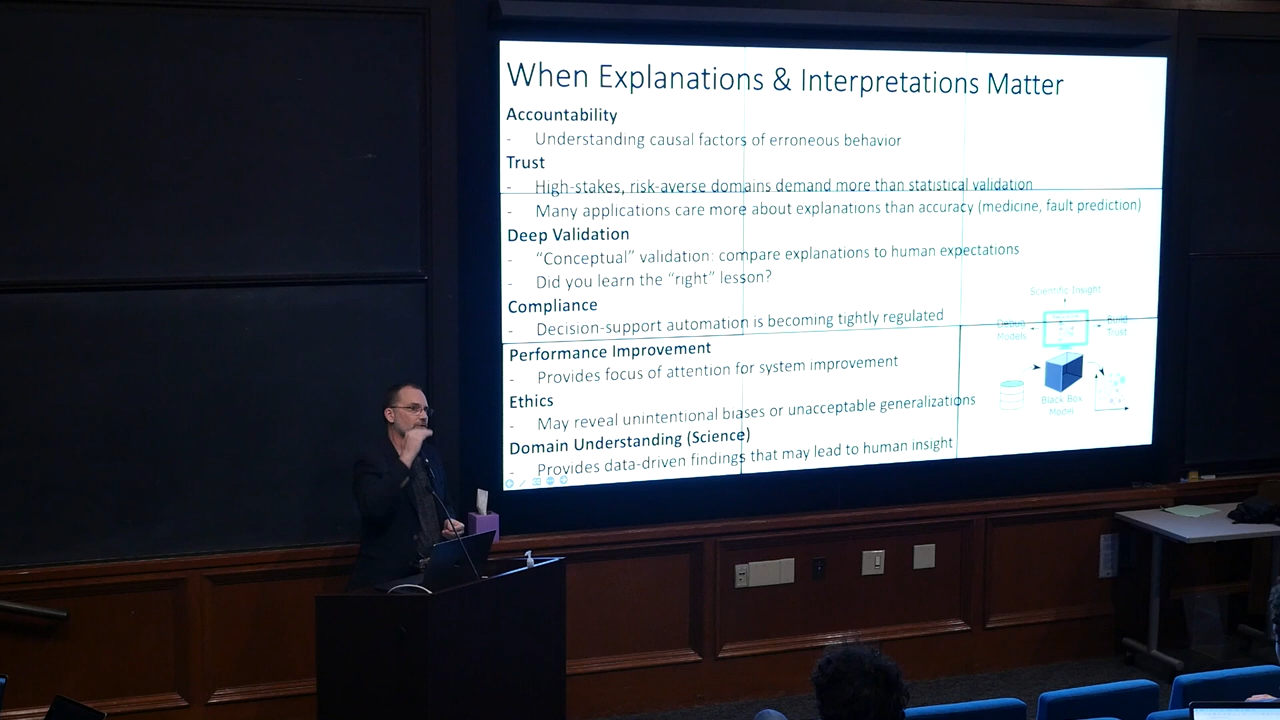 When Explanations & Interpretations Matter
Accountability
- Understanding causal factors of erroneous behavior
Trust
- High-stakes, risk-averse domains demand more than statistical validation
- Many applications care more about explanations than accuracy (medicine, fault prediction)
Deep Validation
- “Conceptual” validation: compare explanations to human expectations
- Did you learn the “right” lesson?
Compliance
- Decision-support automation is becoming tightly regulated
Performance Improvement
- Provides focus of attention for system improvement
Ethics
- May reveal unintentional biases or unacceptable generalizations
Domain Understanding (Science)
- Provides data-driven findings that may lead to human insight
Scientific Insight
Debug
Models
Build
Trust
Black Box
Model